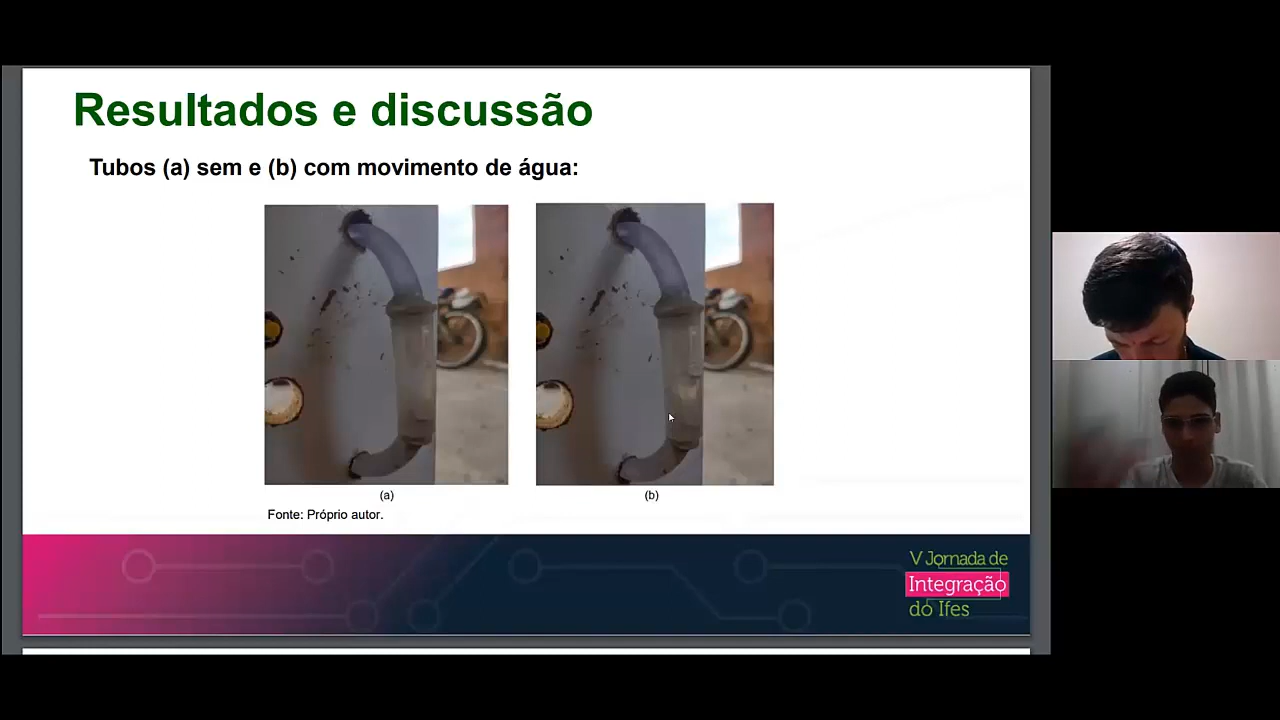 Resultados e discussão
Tubos (a) sem e (b) com movimento de água:
(a)
(b)
Fonte: Próprio autor.
V Jornada de
Integração
do Ifes